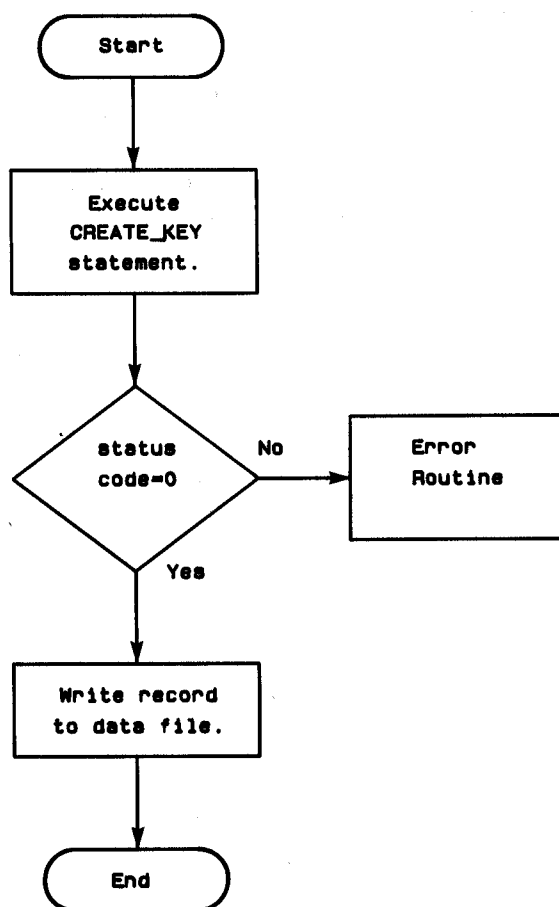 Start
Execute
CREATE_KEY
statement.
status
code=0
No
Error
Routine
Yes
Write record
to data file.
End